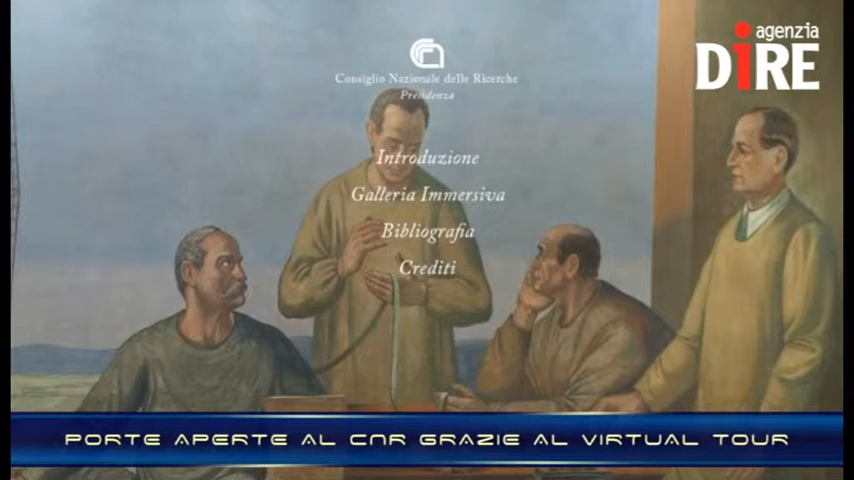 agenzia
DiRE
Consiglio Nazionale delle Ricerche
Presidenza
Introduzione
Galleria Immersiva
Bibliografia
Crediti
PORTE APERTE AL CNR GRAZIE AL VIRTUAL TOUR